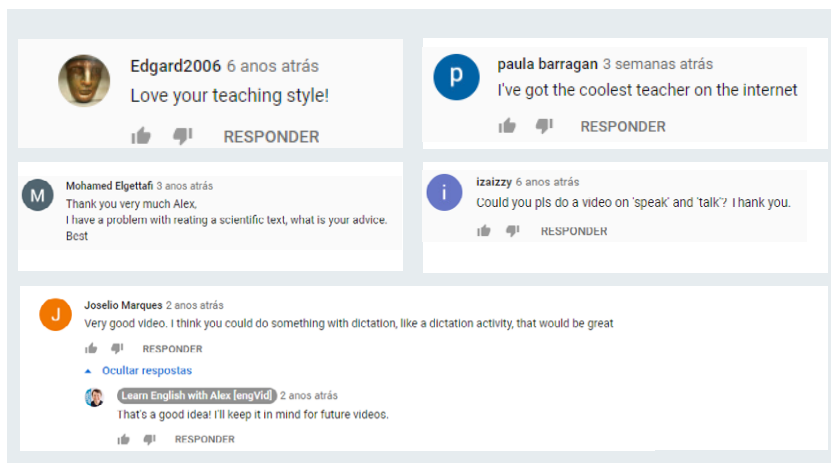 Edgard2006 6 anos atrás
Love your teaching style!
RESPONDER
p
paula barragan 3 semanas atrás
I've got the coolest teacher on the internet
RESPONDER
M
Mohamed Elgettafi 3 anos atrás
Thank you very much Alex,
I have a problem with reating a scientific text, what is your advice.
Best
i
izaizzy 6 anos atrás
Could you pls do a video on 'speak' and 'talk'? Thank you.
RESPONDER
J
Joselio Marques 2 anos atrás
Very good video. I think you could do something with dictation, like a dictation activity, that would be great
RESPONDER
Ocultar respostas
Learn English with Alex [engVid] 2 anos atrás
That's a good idea! I'll keep it in mind for future videos.
RESPONDER